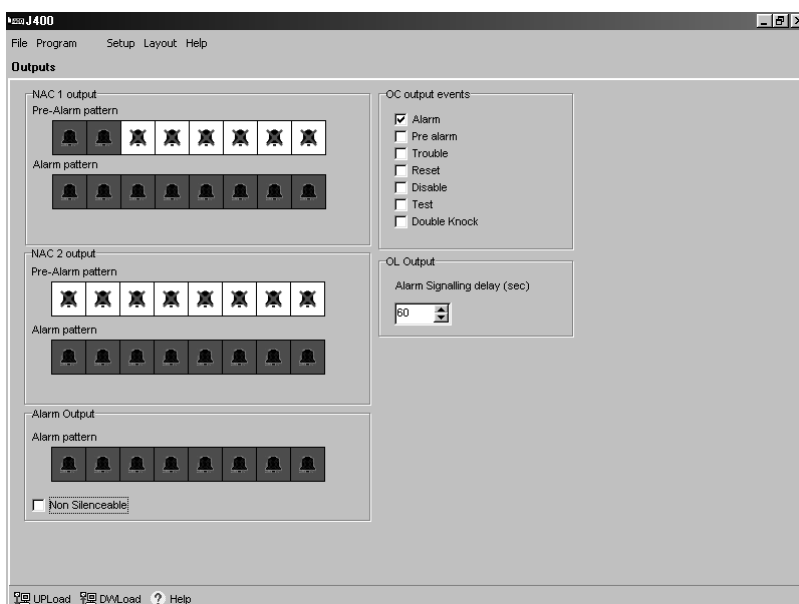 J400
File Program Setup Layout Help
Outputs
NAC 1 output
Pre-Alarm pattern
Alarm pattern
NAC 2 output
Pre-Alarm pattern
Alarm pattern
Alarm Output
Alarm pattern
Non Silenceable
OC output events
Alarm
Pre alarm
Trouble
Reset
Disable
Test
Double Knock
OL Output
Alarm Signalling delay (sec)
60
UPLoad DWLoad ? Help